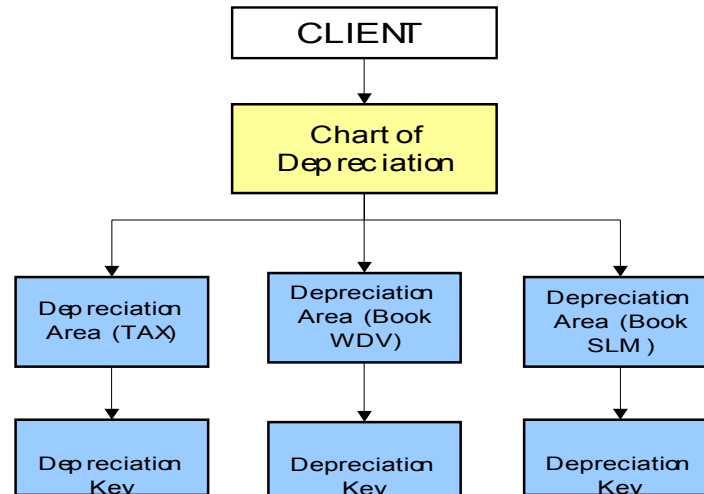 CLIENT
Chart of
Depreciation
Depreciation
Area (TAX)
Depreciation
Area (Book
WDV)
Depreciation
Area (Book
SLM )
Depreciation
Key
Depreciation
Key
Depreciation
Key